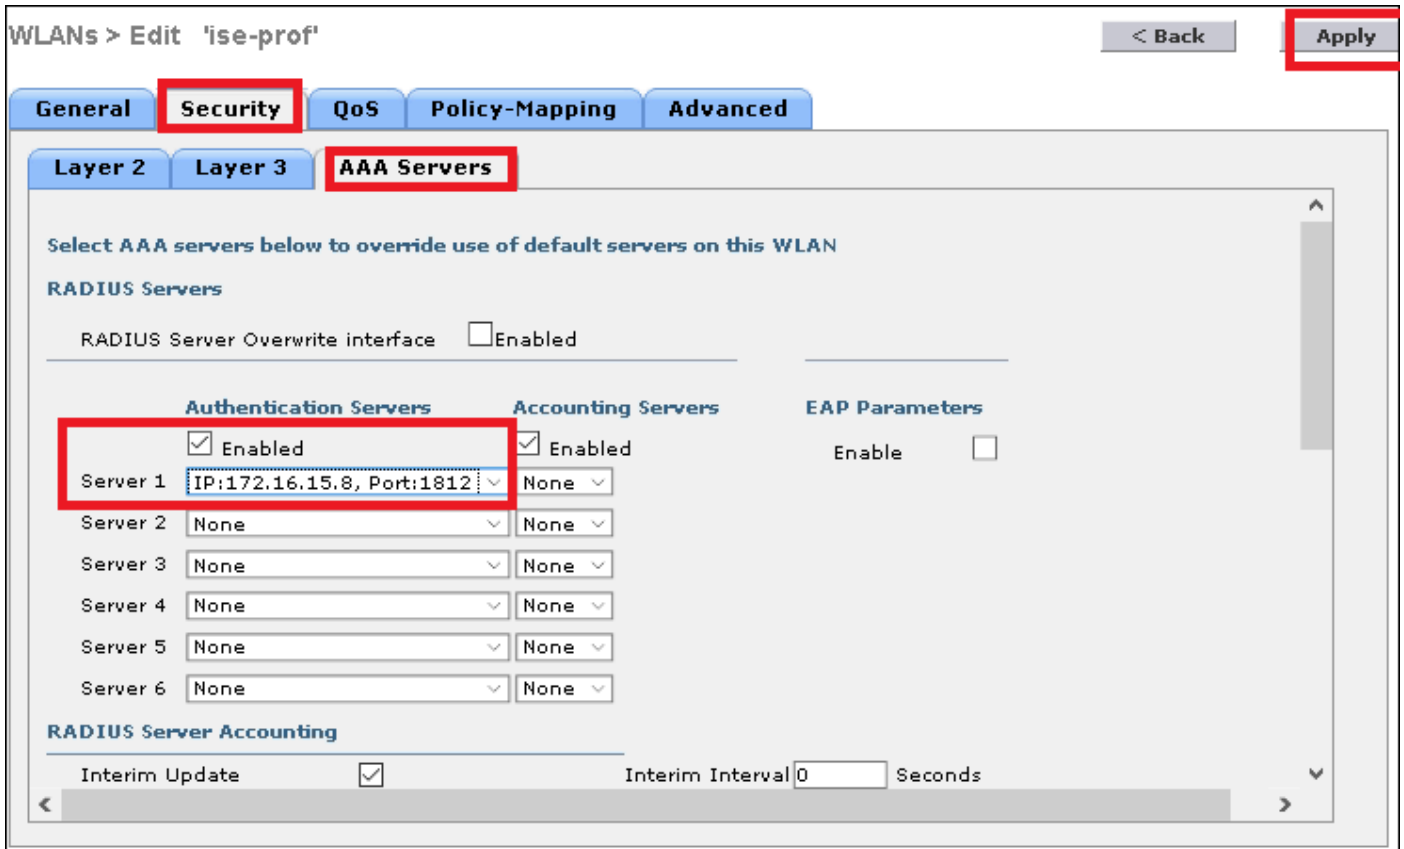 WLANs > Edit 'ise-prof'
< Back
Apply
General
Security
QoS
Policy-Mapping
Advanced
Layer 2
Layer 3
AAA Servers
Select AAA servers below to override use of default servers on this WLAN
RADIUS Servers
RADIUS Server Overwrite interface Enabled
Authentication Servers Accounting Servers EAP Parameters
Enabled Enabled Enable
Server 1 IP:172.16.15.8, Port:1812 None
Server 2 None None
Server 3 None None
Server 4 None None
Server 5 None None
Server 6 None None
RADIUS Server Accounting
Interim Update Interim Interval 0 Seconds